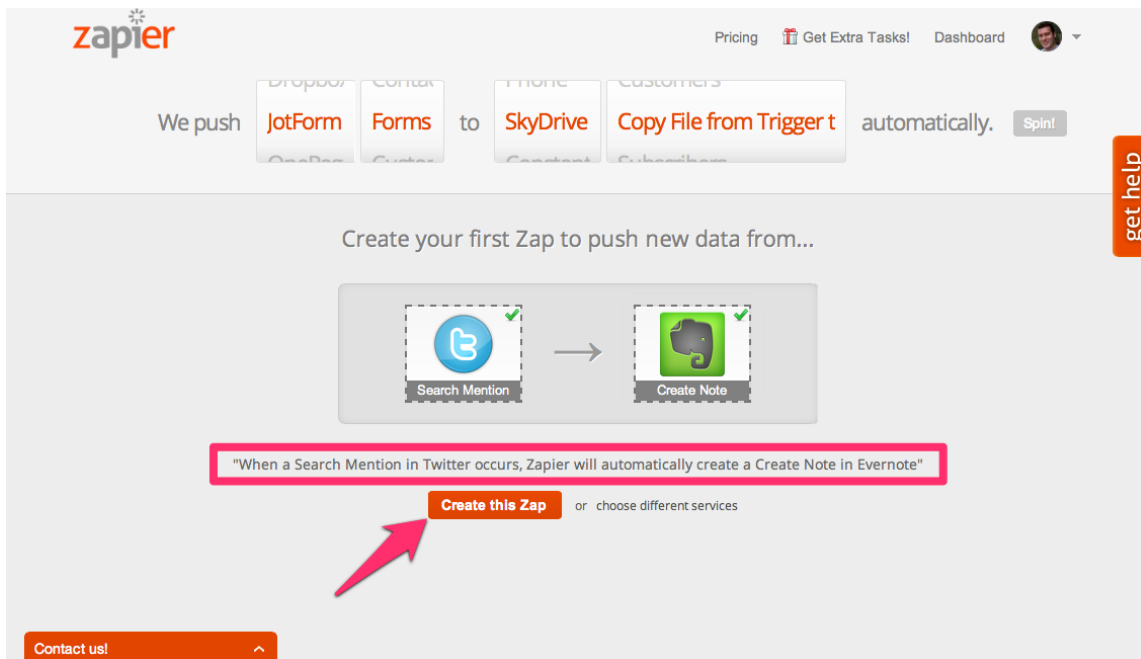 zapier
Pricing Get Extra Tasks! Dashboard
We push JotForm Forms to SkyDrive Copy File from Trigger t automatically. Spin!
get help
Create your first Zap to push new data from...
Search Mention Create Note
"When a Search Mention in Twitter occurs, Zapier will automatically create a Create Note in Evernote"
Create this Zap or choose different services
Contact us!